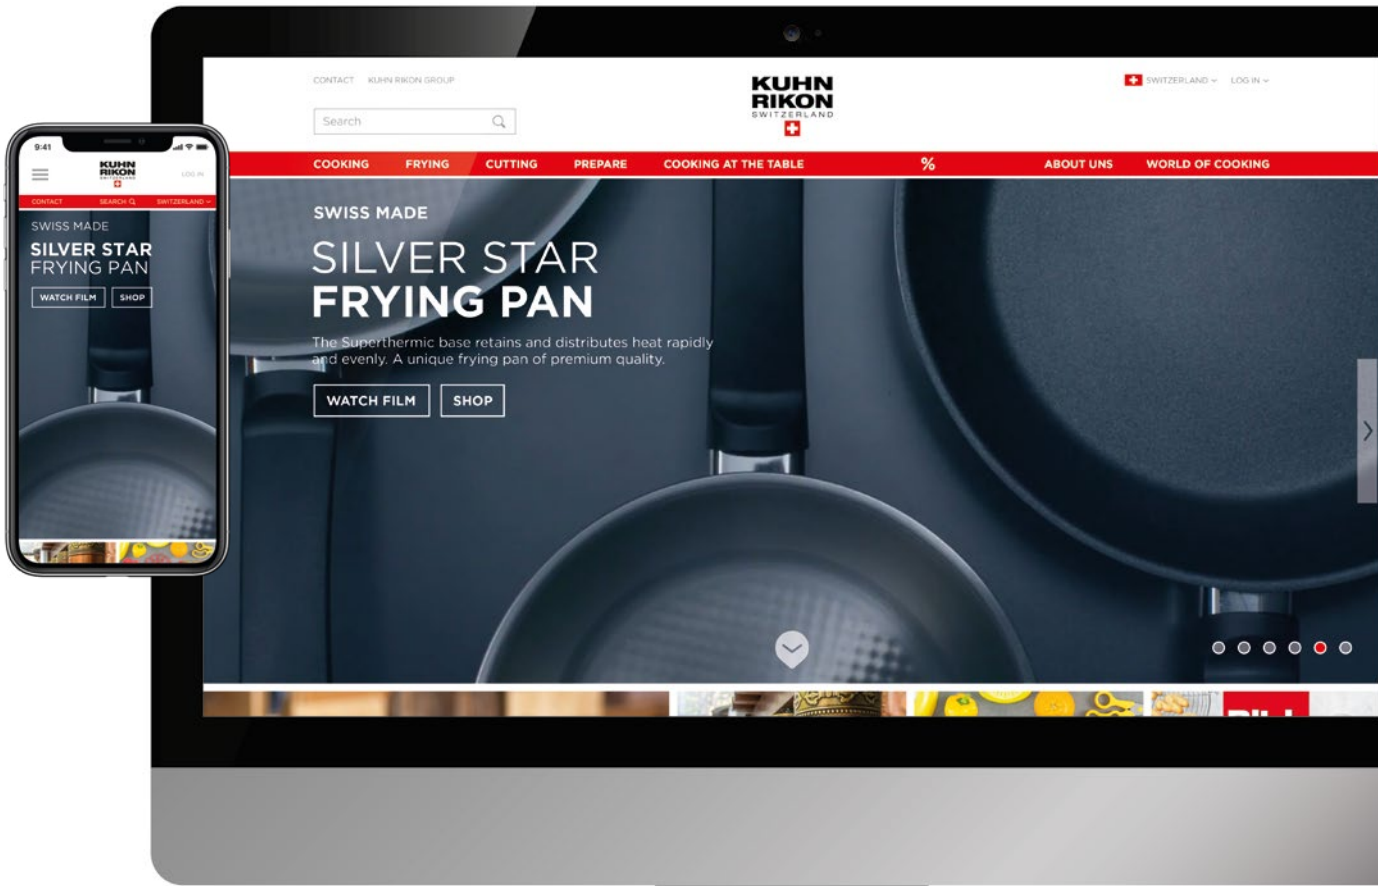 9:41
KUHN
RIKON
SWITZERLAND
LOG IN
CONTACT
SEARCH
SWITZERLAND
SWISS MADE
SILVER STAR
FRYING PAN
WATCH FILM
SHOP
CONTACT KUHN RIKON GROUP
Search
KUHN
RIKON
SWITZERLAND
SWITZERLAND LOG IN
COOKING FRYING CUTTING PREPARE COOKING AT THE TABLE % ABOUT UNS WORLD OF COOKING
SWISS MADE
SILVER STAR
FRYING PAN
The Superthermic base retains and distributes heat rapidly
and evenly. A unique frying pan of premium quality.
WATCH FILM SHOP